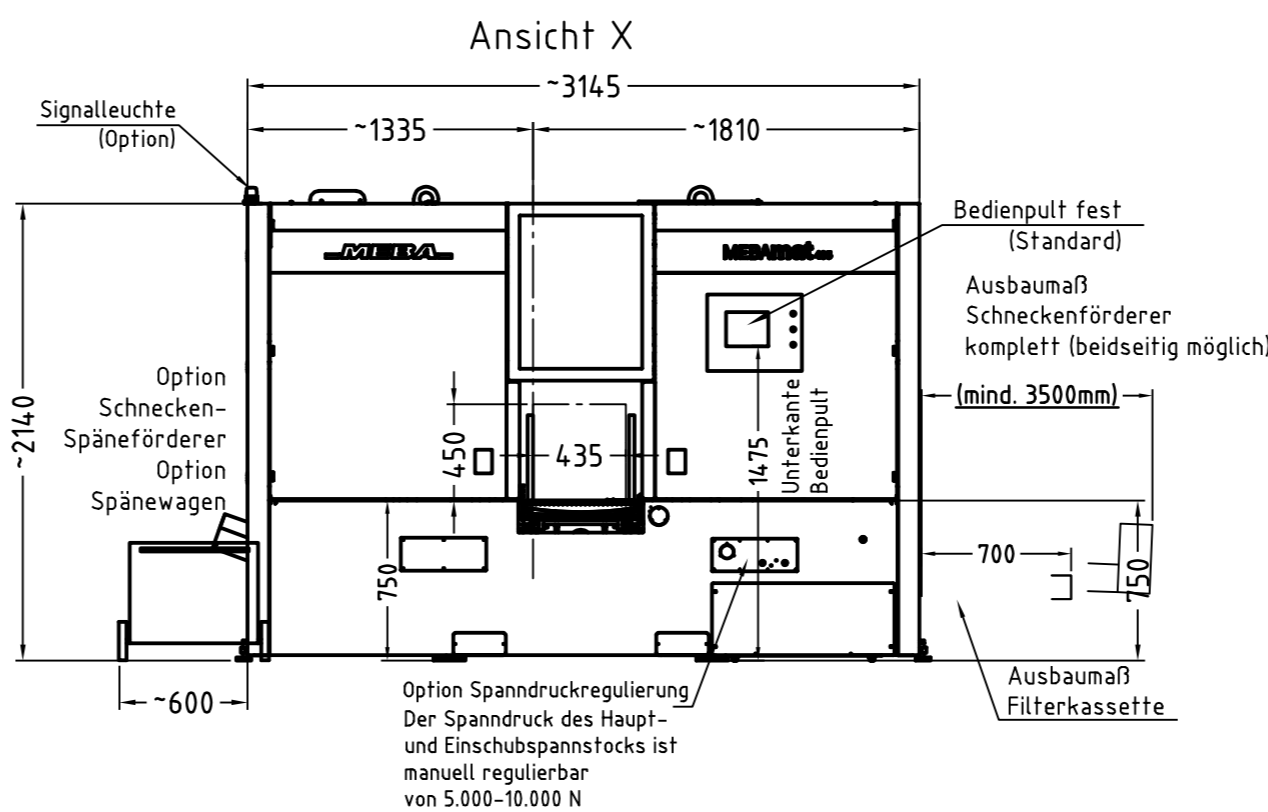 Ansicht X
~3145
Signalleuchte
(Option)
~1335
~1810
Bedienpult fest
(Standard)
MEBA
MEBAmat
Ausbaumaß
Schneckenförderer
komplett (beidseitig möglich)
(mind. 3500mm)
~2140
Option
Schnecken-
Späneförderer
Option
Spänewagen
450
435
1475
Unterkante
Bedienpult
750
700
750
~600
Option Spanndruckregulierung
Der Spanndruck des Haupt-
und Einschubspannstocks ist
manuell regulierbar
von 5.000-10.000 N
Ausbaumaß
Filterkassette